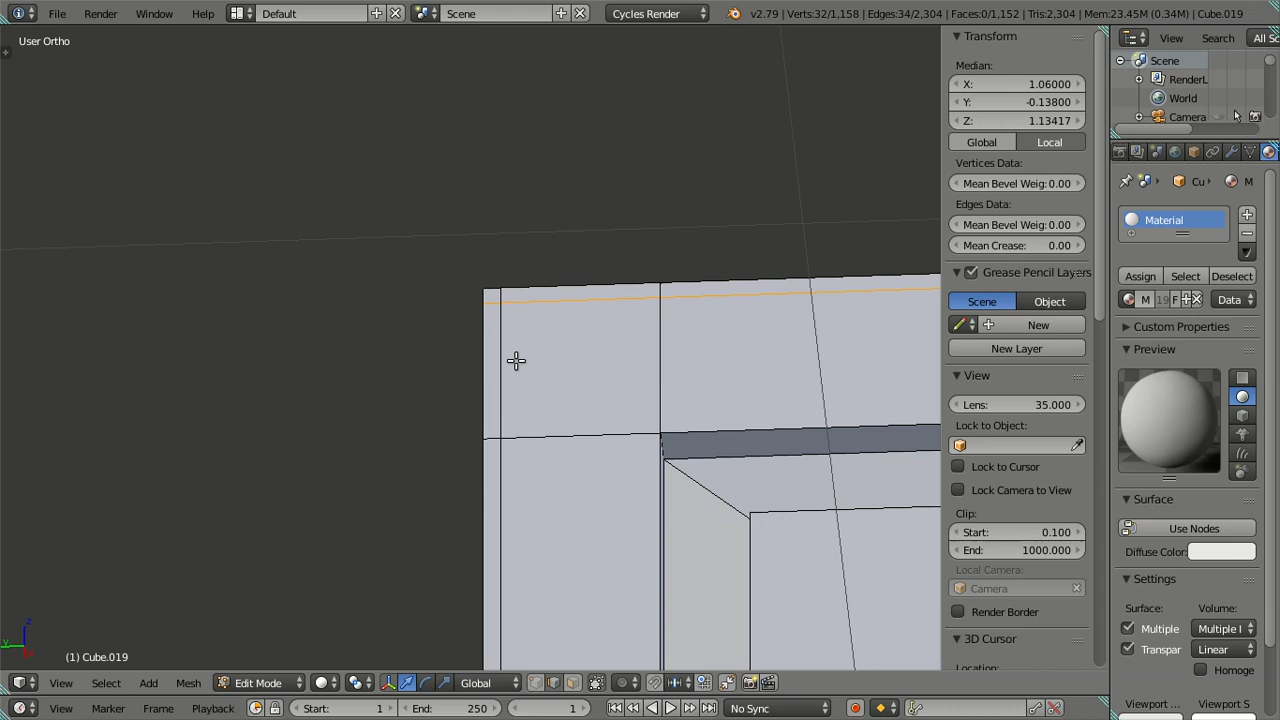 File Render Window Help Default Scene Cycles Render v2.79 | Verts:32/1,158 | Edges:34/2,304 | Faces:0/1,152 | Tris:2,304 | Mem:23.45M (0.34M) | Cube.019
User Ortho
Transform
Median:
X: 1.06000
Y: -0.13800
Z: 1.13417
Global Local
Vertices Data:
Mean Bevel Weig: 0.00
Edges Data:
Mean Bevel Weig: 0.00
Mean Crease: 0.00
Grease Pencil Layers
Scene Object
New
New Layer
View
Lens: 35.000
Lock to Object:
Lock to Cursor
Lock Camera to View
Clip:
Start: 0.100
End: 1000.000
Local Camera:
Camera
Render Border
3D Cursor
Location:
View Search All Sc
Scene
RenderL
World
Camera
Cu M
Material
Assign Select Deselect
M 19 F Data
Custom Properties
Preview
Surface
Use Nodes
Diffuse Color:
Settings
Surface: Volume:
Multiple Multiple I
Transpar Linear
Homoge
Viewport Viewport S
z
y
(1) Cube.019
View Select Add Mesh Edit Mode Global
View Marker Frame Playback Start: 1 End: 250 1 No Sync